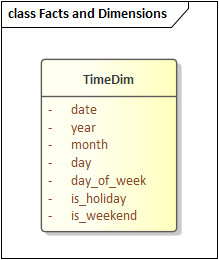 class Facts and Dimensions
TimeDim
- date
- year
- month
- day
- day_of_week
- is_holiday
- is_weekend